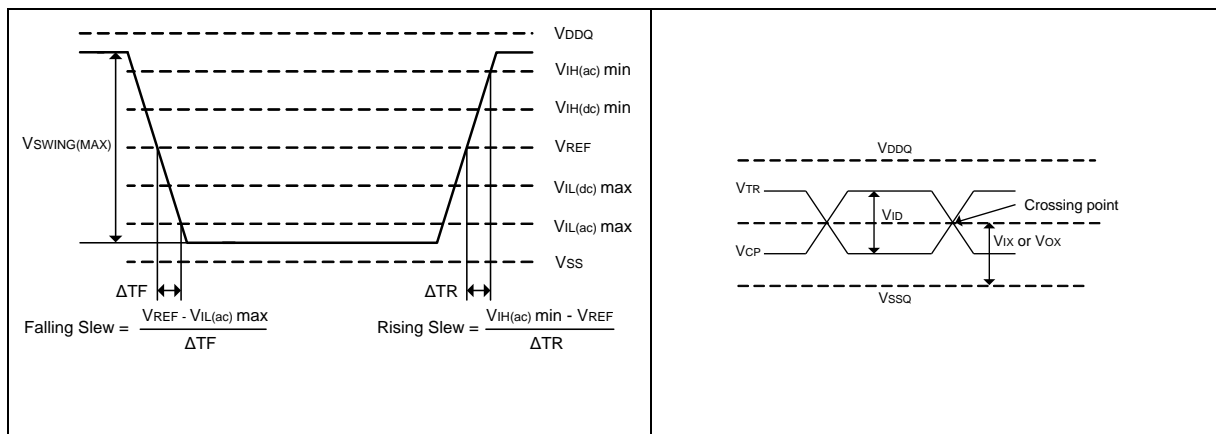 VDDQ
VIH(ac) min
VIH(dc) min
VSWING(MAX)
VREF
VIL(dc) max
VIL(ac) max
VSS
ΔTF
ΔTR
Falling Slew = VREF - VIL(ac) max
ΔTF
Rising Slew = VIH(ac) min - VREF
ΔTR
VDDQ
VTR
VID
Crossing point
VCP
VIX or VOX
VSSQ